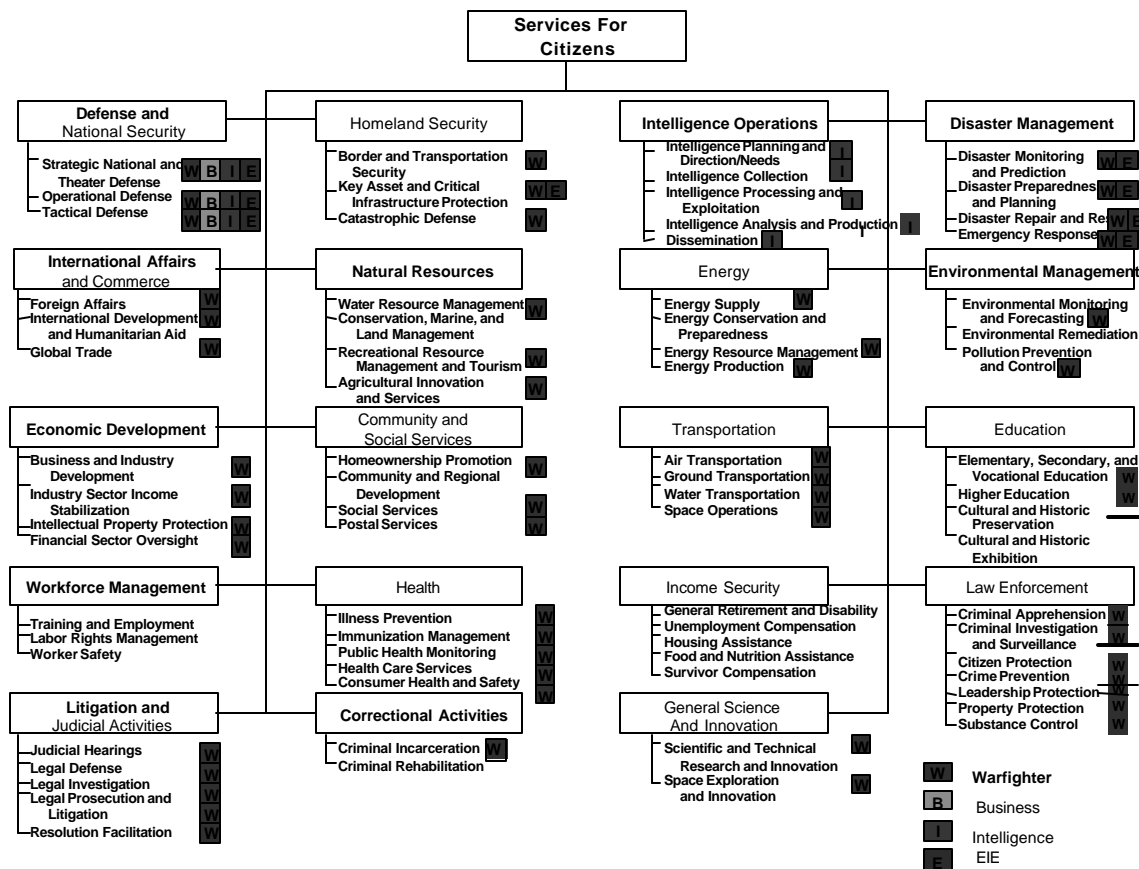 Services For
Citizens
Defense and
National Security
Strategic National and
Theater Defense
W B I E
Operational Defense
W B I E
Tactical Defense
W B I E
Homeland Security
Border and Transportation
Security
W
Key Asset and Critical
Infrastructure Protection
W E
Catastrophic Defense
W
Intelligence Operations
Intelligence Planning and
Direction/Needs
I
Intelligence Collection
I
Intelligence Processing and
Exploitation
I
Intelligence Analysis and Production
I
Dissemination
I
Disaster Management
Disaster Monitoring
and Prediction
W E
Disaster Preparednes
and Planning
W E
Disaster Repair and Res
W E
Emergency Response
W E
International Affairs
and Commerce
Foreign Affairs
W
International Development
and Humanitarian Aid
W
Global Trade
W
Natural Resources
Water Resource Management
W
Conservation, Marine, and
Land Management
Recreational Resource
Management and Tourism
W
Agricultural Innovation
and Services
W
Energy
Energy Supply
W
Energy Conservation and
Preparedness
Energy Resource Management
W
Energy Production
W
Environmental Management
Environmental Monitoring
and Forecasting
W
Environmental Remediation
Pollution Prevention
and Control
W
Economic Development
Business and Industry
Development
W
Industry Sector Income
Stabilization
W
Intellectual Property Protection
W
Financial Sector Oversight
W
Community and
Social Services
Homeownership Promotion
W
Community and Regional
Development
Social Services
W
Postal Services
W
Transportation
Air Transportation
W
Ground Transportation
W
Water Transportation
W
Space Operations
W
Education
Elementary, Secondary, and
Vocational Education
W
Higher Education
W
Cultural and Historic
Preservation
Cultural and Historic
Exhibition
Workforce Management
Training and Employment
Labor Rights Management
Worker Safety
Health
Illness Prevention
W
Immunization Management
W
Public Health Monitoring
W
Health Care Services
W
Consumer Health and Safety
W
Income Security
General Retirement and Disability
Unemployment Compensation
Housing Assistance
Food and Nutrition Assistance
Survivor Compensation
Law Enforcement
Criminal Apprehension
W
Criminal Investigation
and Surveillance
W
Citizen Protection
W
Crime Prevention
W
Leadership Protection
W
Property Protection
W
Substance Control
W
Litigation and
Judicial Activities
Judicial Hearings
W
Legal Defense
W
Legal Investigation
W
Legal Prosecution and
Litigation
W
Resolution Facilitation
W
Correctional Activities
Criminal Incarceration
W
Criminal Rehabilitation
General Science
And Innovation
Scientific and Technical
Research and Innovation
W
Space Exploration
and Innovation
W
W Warfighter
B Business
I Intelligence
E EIE